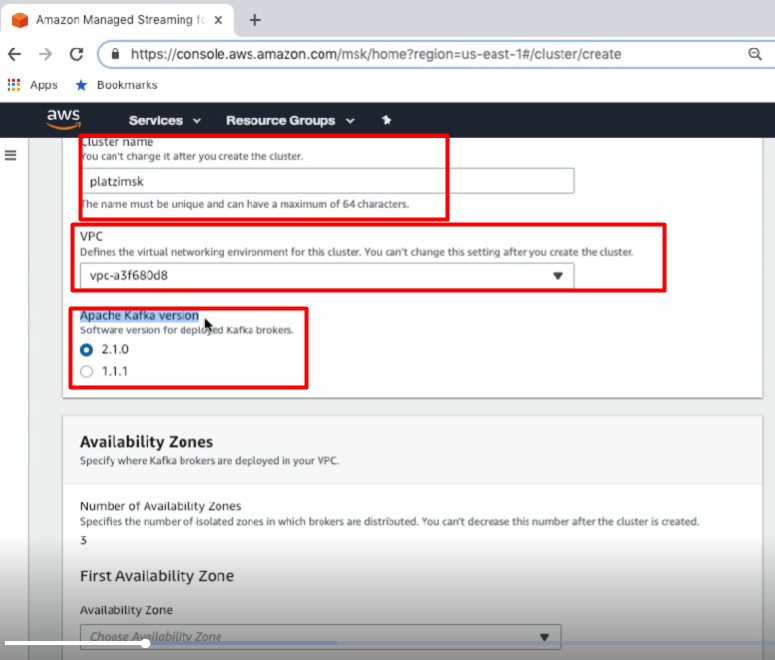 Amazon Managed Streaming fo
https://console.aws.amazon.com/msk/home?region=us-east-1#/cluster/create
Apps Bookmarks
aws Services Resource Groups
Cluster name
You can't change it after you create the cluster.
platzimsk
The name must be unique and can have a maximum of 64 characters.
VPC
Defines the virtual networking environment for this cluster. You can't change this setting after you create the cluster.
vpc-a3f680d8
Apache Kafka version
Software version for deployed Kafka brokers.
2.1.0
1.1.1
Availability Zones
Specify where Kafka brokers are deployed in your VPC.
Number of Availability Zones
Specifies the number of isolated zones in which brokers are distributed. You can't decrease this number after the cluster is created.
3
First Availability Zone
Availability Zone
Choose Availability Zone